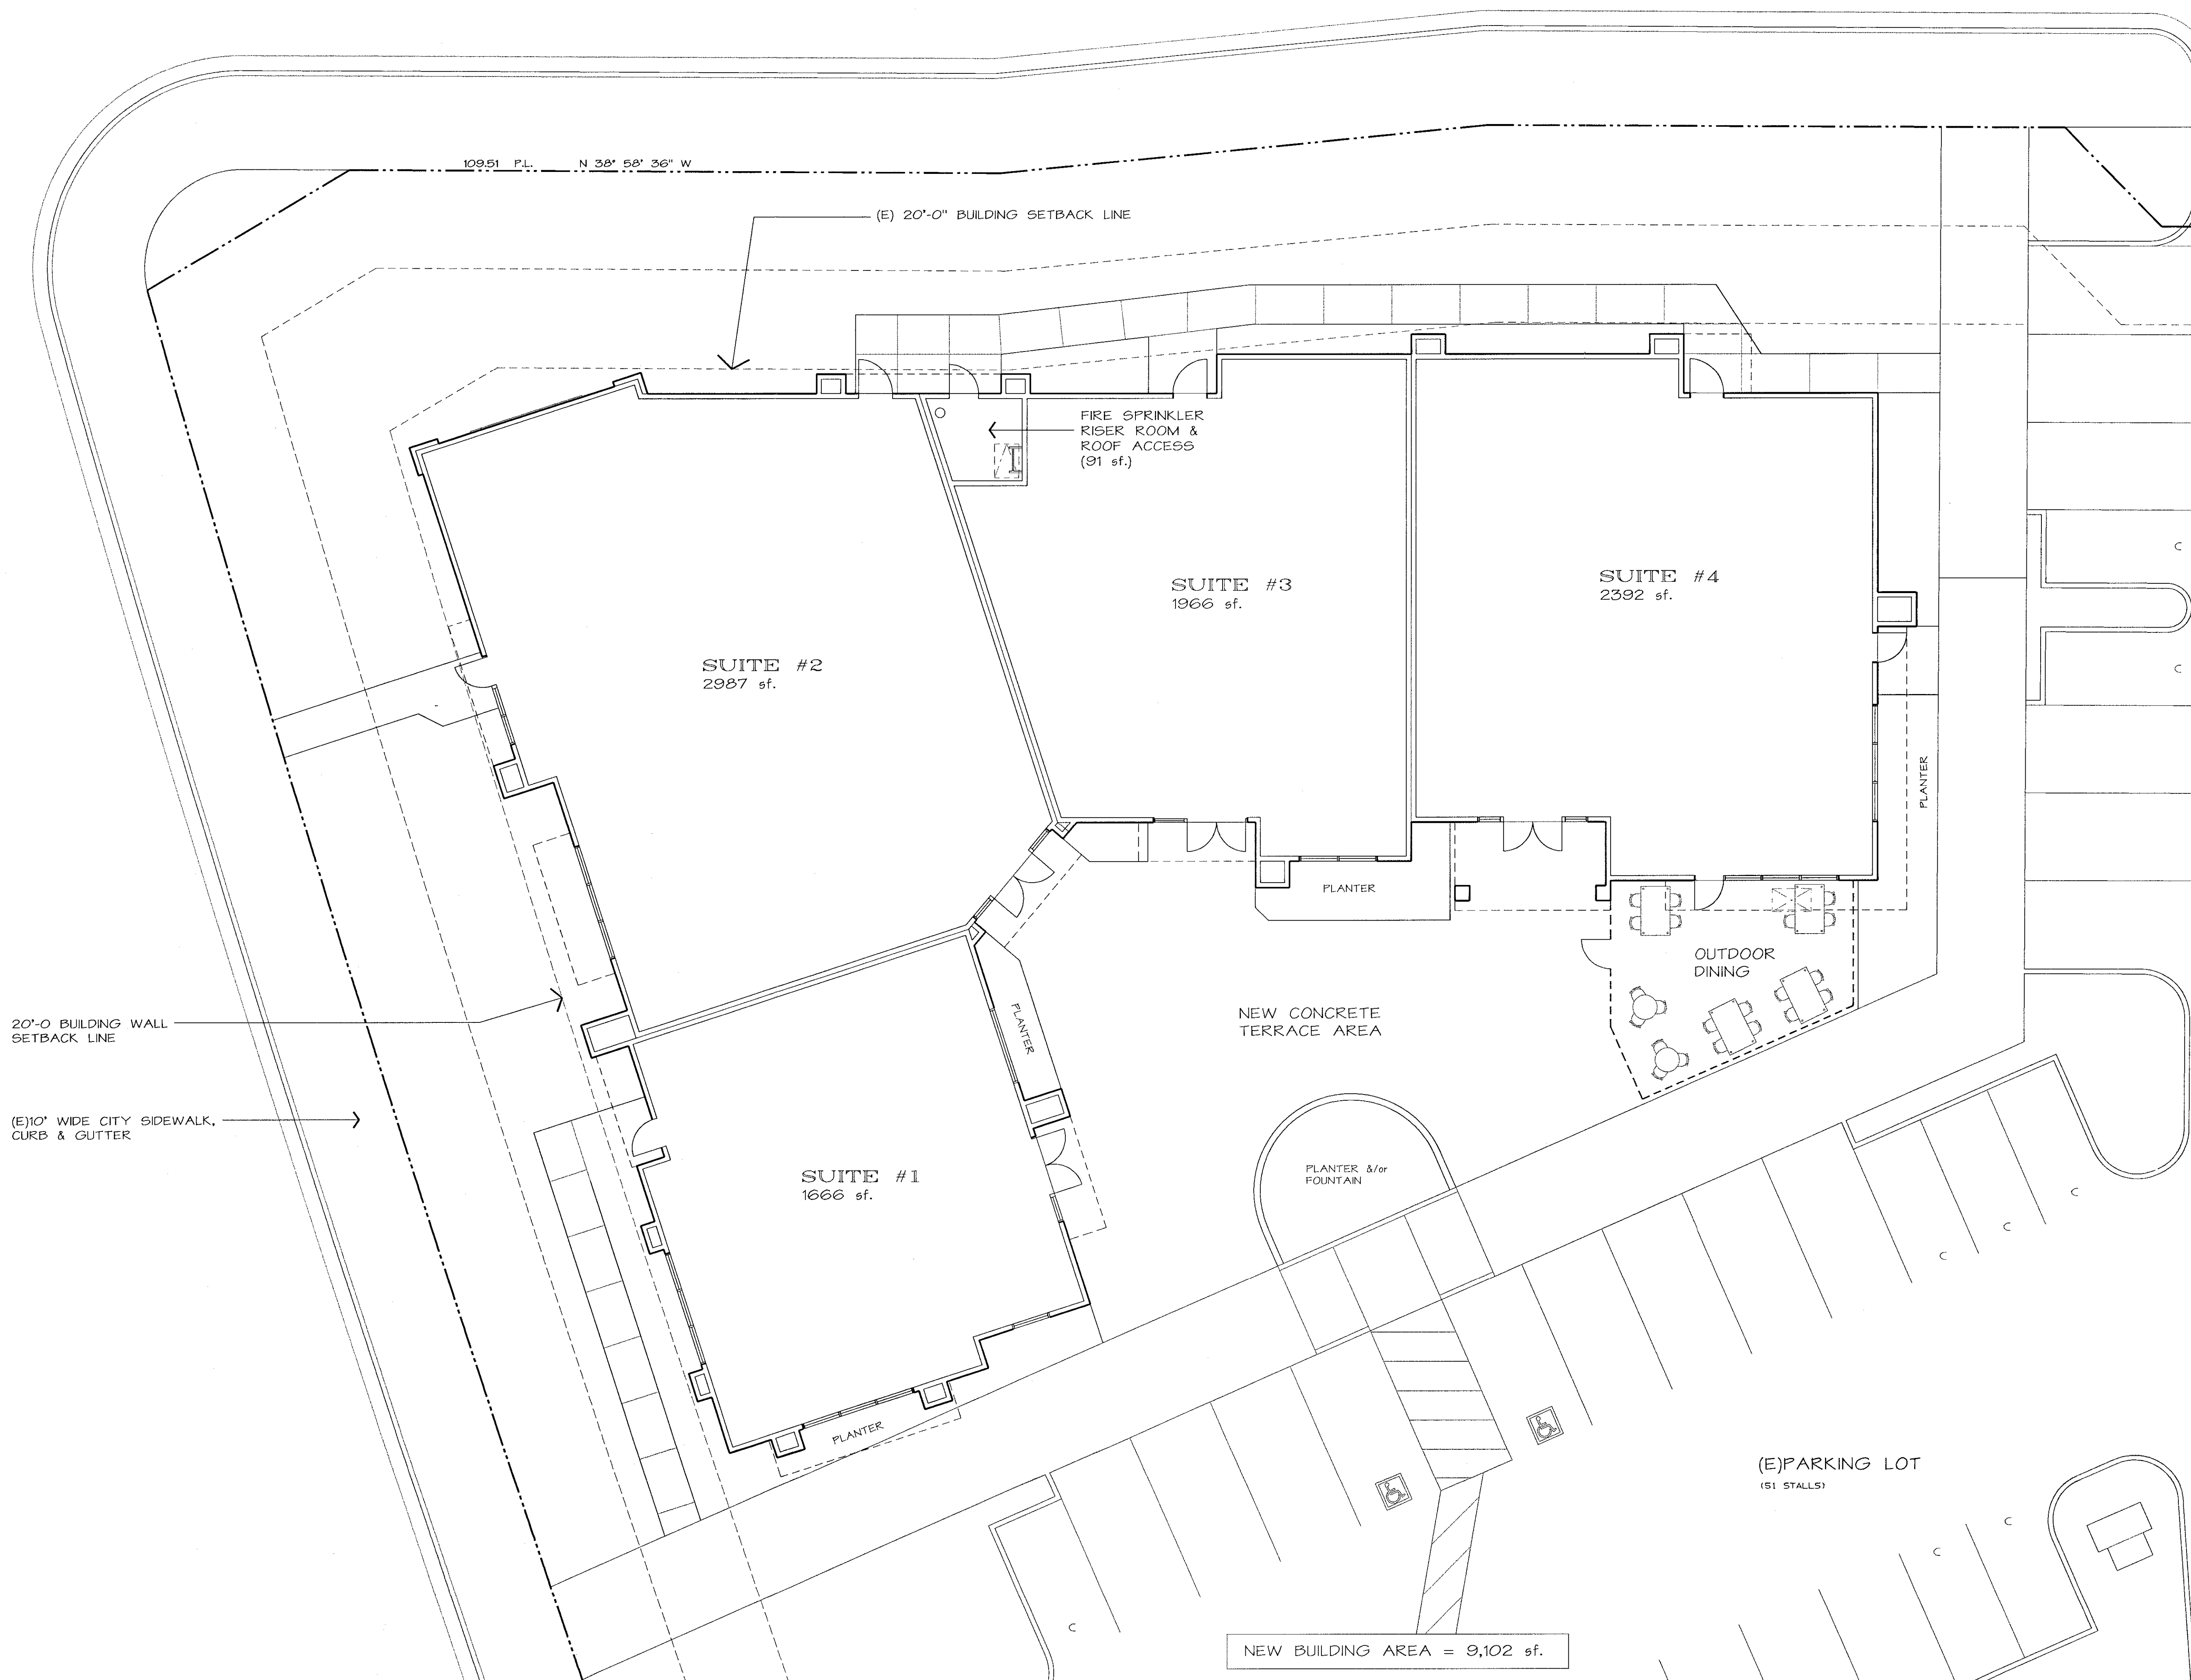 109.51 P.L. N 38° 58' 36" W
(E) 20'-0" BUILDING SETBACK LINE
FIRE SPRINKLER
RISER ROOM &
ROOF ACCESS
(91 sf.)
SUITE #3
1966 sf.
SUITE #4
2392 sf.
SUITE #2
2987 sf.
C
C
PLANTER
PLANTER
OUTDOOR
DINING
NEW CONCRETE
TERRACE AREA
PLANTER
20'-0 BUILDING WALL
SETBACK LINE
(E)10' WIDE CITY SIDEWALK,
CURB & GUTTER
SUITE #1
1666 sf.
PLANTER &/or
FOUNTAIN
C
C
C
PLANTER
(E)PARKING LOT
(51 STALLS)
C
C
C
NEW BUILDING AREA = 9,102 sf.